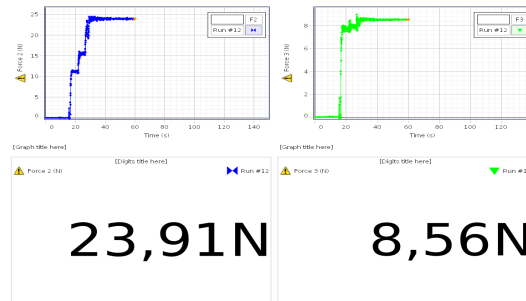 25
20
15
10
5
0
Force 2 (N)
F2
Run #12
0 20 40 60 80 100 120 140
Time (s)
[Graph title here]
8
6
4
2
0
Force 3 (N)
F3
Run #12
0 20 40 60 80 100 120
Time (s)
[Graph title here]
[Digits title here]
Force 2 (N) Run #12
23,91N
[Digits title here]
Force 3 (N) Run #1
8,56N